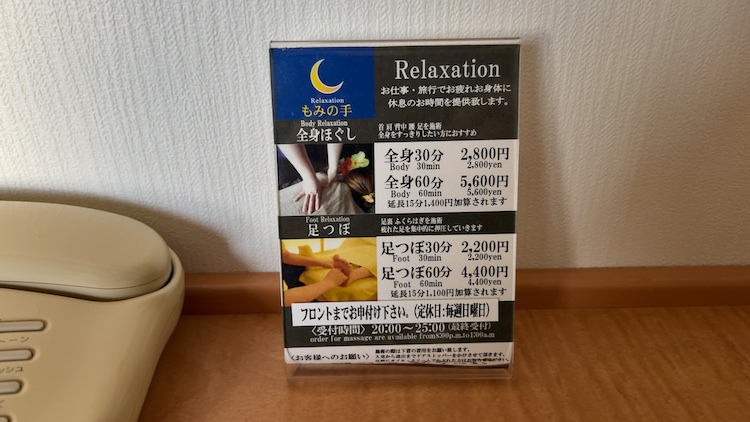 Relaxation
もみの手
Relaxation
お仕事・旅行でお疲れお身体に
休息のお時間を提供致します。
Body Relaxation
全身ほぐし
首 肩 背中 腰 足を施術
全身をすっきりしたい方におすすめ
全身30分 2,800円
Body 30min 2,800yen
全身60分 5,600円
Body 60min 5,600yen
延長15分1,400円加算されます
Foot Relaxation
足つぼ
足裏 ふくらはぎを施術
疲れた足を集中的に押圧していきます
足つぼ30分 2,200円
Foot 30min 2,200yen
足つぼ60分 4,400円
Foot 60min 4,400yen
延長15分1,100円加算されます
フロントまでお申付け下さい。(定休日:毎週日曜日)
〈受付時間〉20:00〜25:00(最終受付)
order for massage are available from8:00p.m.to1:00a.m
〈お客様へのお願い〉